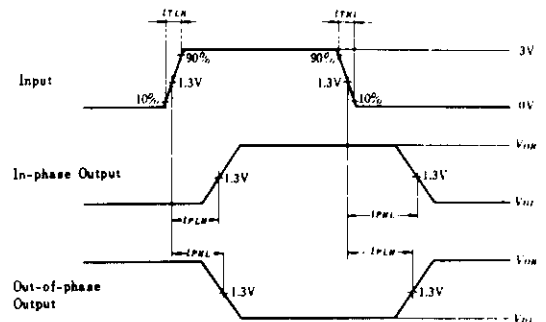 tTLH tTHL
90% 90% 3V
Input 1.3V 1.3V
10% 10% 0V
VOH
In-phase Output 1.3V 1.3V
tPLH tPHL VOL
tPHL tPLH
VOH
Out-of-phase 1.3V 1.3V
Output
VOL